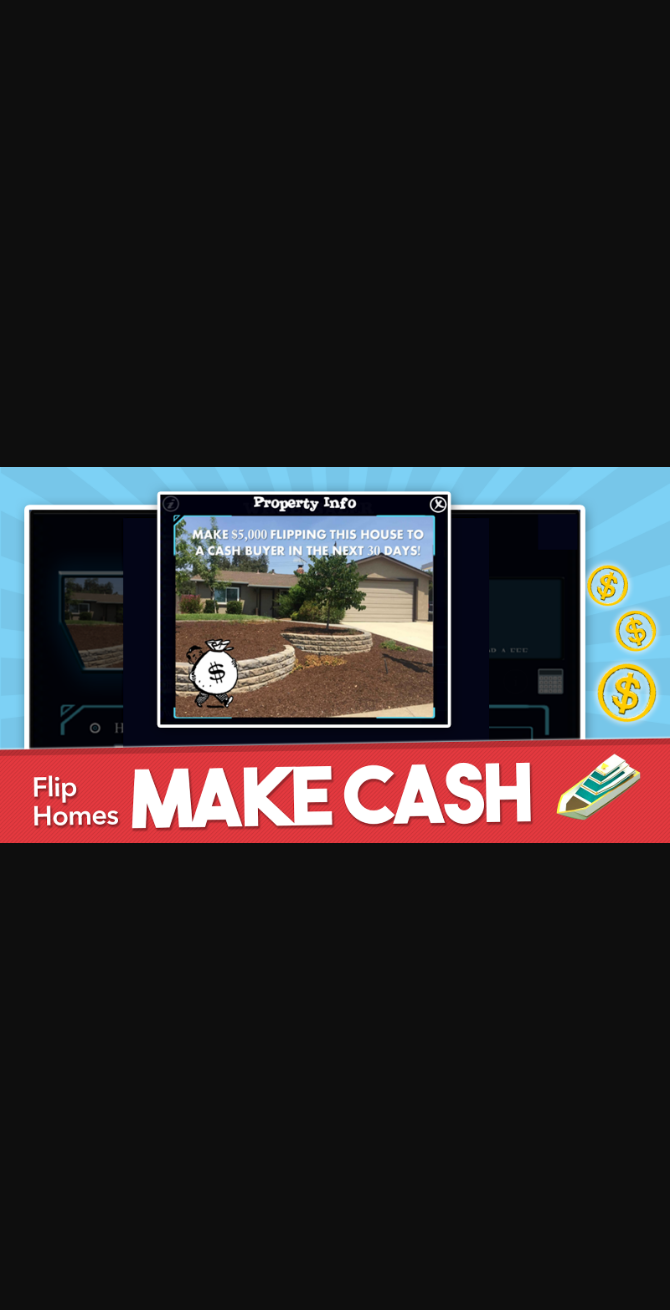 Property Info
MAKE $5,000 FLIPPING THIS HOUSE TO
A CASH BUYER IN THE NEXT 30 DAYS!
$
$
$
$
Flip
Homes
MAKE CASH